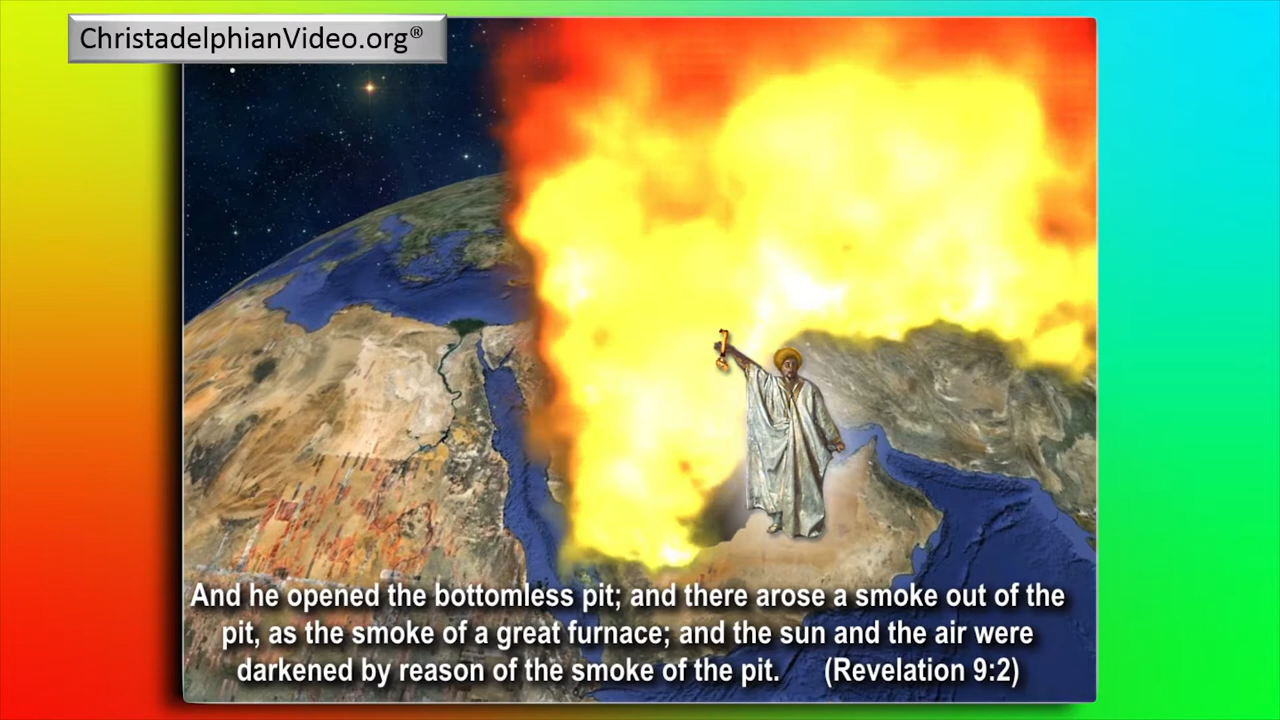 ChristadelphianVideo.org®
And he opened the bottomless pit; and there arose a smoke out of the
pit, as the smoke of a great furnace; and the sun and the air were
darkened by reason of the smoke of the pit. (Revelation 9:2)